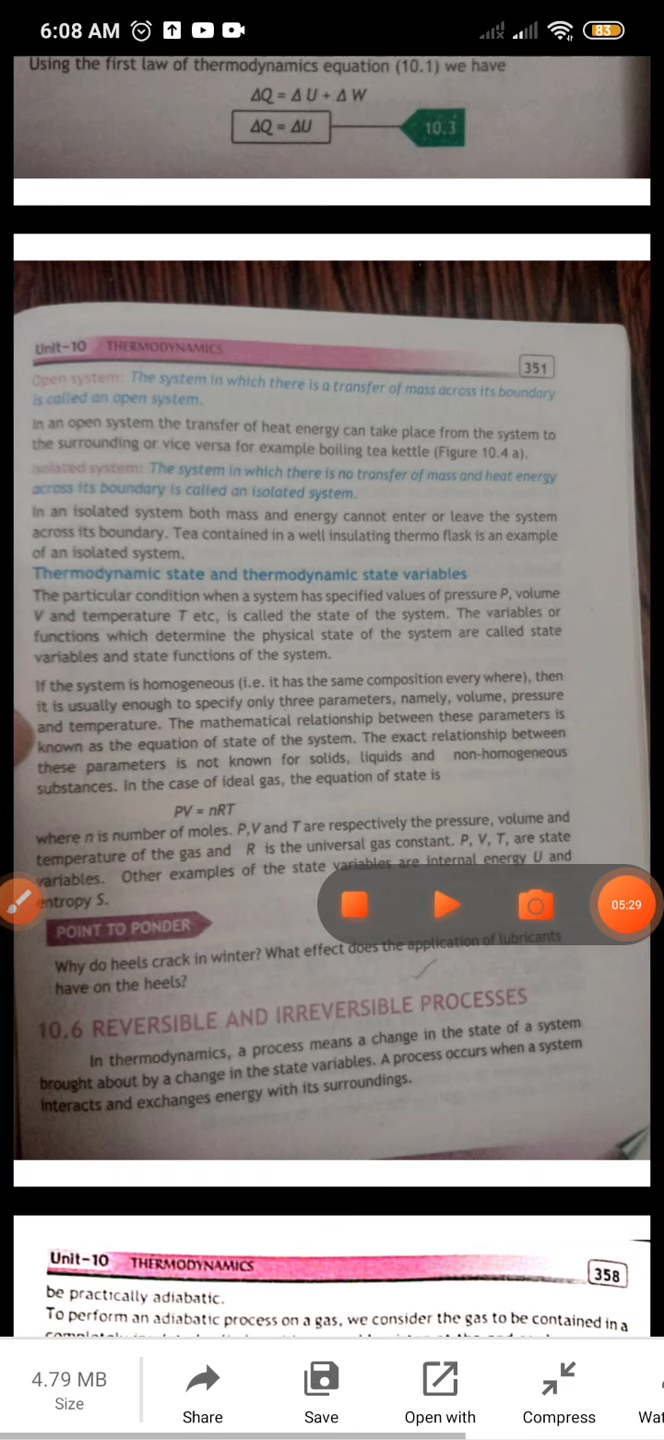 6:08 AM
83
Using the first law of thermodynamics equation (10.1) we have
ΔQ = Δ U + Δ W
ΔQ = ΔU
10.3
Unit-10 THERMODYNAMICS
351
Open system: The system in which there is a transfer of mass across its boundary
is called an open system.
In an open system the transfer of heat energy can take place from the system to
the surrounding or vice versa for example boiling tea kettle (Figure 10.4 a).
Isolated system: The system in which there is no transfer of mass and heat energy
across its boundary is called an isolated system.
In an isolated system both mass and energy cannot enter or leave the system
across its boundary. Tea contained in a well insulating thermo flask is an example
of an isolated system.
Thermodynamic state and thermodynamic state variables
The particular condition when a system has specified values of pressure P, volume
V and temperature T etc, is called the state of the system. The variables or
functions which determine the physical state of the system are called state
variables and state functions of the system.
If the system is homogeneous (i.e. it has the same composition every where), then
it is usually enough to specify only three parameters, namely, volume, pressure
and temperature. The mathematical relationship between these parameters is
known as the equation of state of the system. The exact relationship between
these parameters is not known for solids, liquids and non-homogeneous
substances. In the case of ideal gas, the equation of state is
PV = nRT
where n is number of moles. P,V and T are respectively the pressure, volume and
temperature of the gas and R is the universal gas constant. P, V, T, are state
variables. Other examples of the state variables are internal energy U and
entropy S.
05:29
POINT TO PONDER
Why do heels crack in winter? What effect does the application of lubricants
have on the heels?
10.6 REVERSIBLE AND IRREVERSIBLE PROCESSES
In thermodynamics, a process means a change in the state of a system
brought about by a change in the state variables. A process occurs when a system
interacts and exchanges energy with its surroundings.
Unit-10 THERMODYNAMICS
358
be practically adiabatic.
To perform an adiabatic process on a gas, we consider the gas to be contained in a
4.79 MB
Size
Share
Save
Open with
Compress